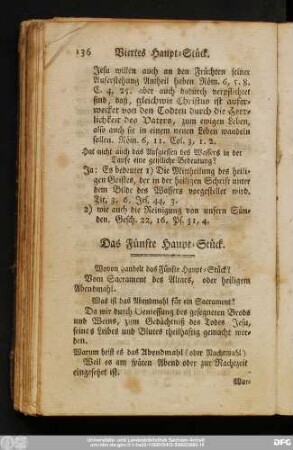 136 Viertes Haupt-Stück.
Jesu willen auch an den Früchten seiner
Auferstehung Antheil haben Röm. 6, 5. 8.
C. 4, 25. aber auch dadurch verpflichtet
sind, daß, gleichwie Christus ist aufer-
wecket von den Todten durch die Herr-
lichkeit des Vaters, zum ewigen Leben,
also auch sie in einem neuen Leben wandeln
sollen. Röm. 6, 11. Col. 3, 1. 2.
Hat nicht auch das Aufgiessen des Wassers in der
Taufe eine geistliche Bedeutung?
Ja: Es bedeutet 1) Die Mittheilung des heili-
gen Geistes, der in der heiligen Schrift unter
dem Bilde des Wassers vorgestellet wird.
Tit. 3, 6. Jes. 44, 3.
2) wie auch die Reinigung von unsern Sün-
den. Gesch. 22, 16. Ps. 51, 4.
Das Fünfte Haupt-Stück.
Wovon handelt das Fünfte Haupt-Stück?
Vom Sacrament des Altars, oder heiligem
Abendmahl.
Was ist das Abendmahl für ein Sacrament?
Da wir durch Geniessung des gesegneten Brods
und Weins, zum Gedächtniß des Todes Jesu,
seines Leibes und Blutes theilhaftig gemacht wer-
den.
Warum heist es das Abendmahl (oder Nachtmahl)
Weil es am späten Abend oder zur Nachtzeit
eingesetzet ist.
War-
Universitäts- und Landesbibliothek Sachsen-Anhalt